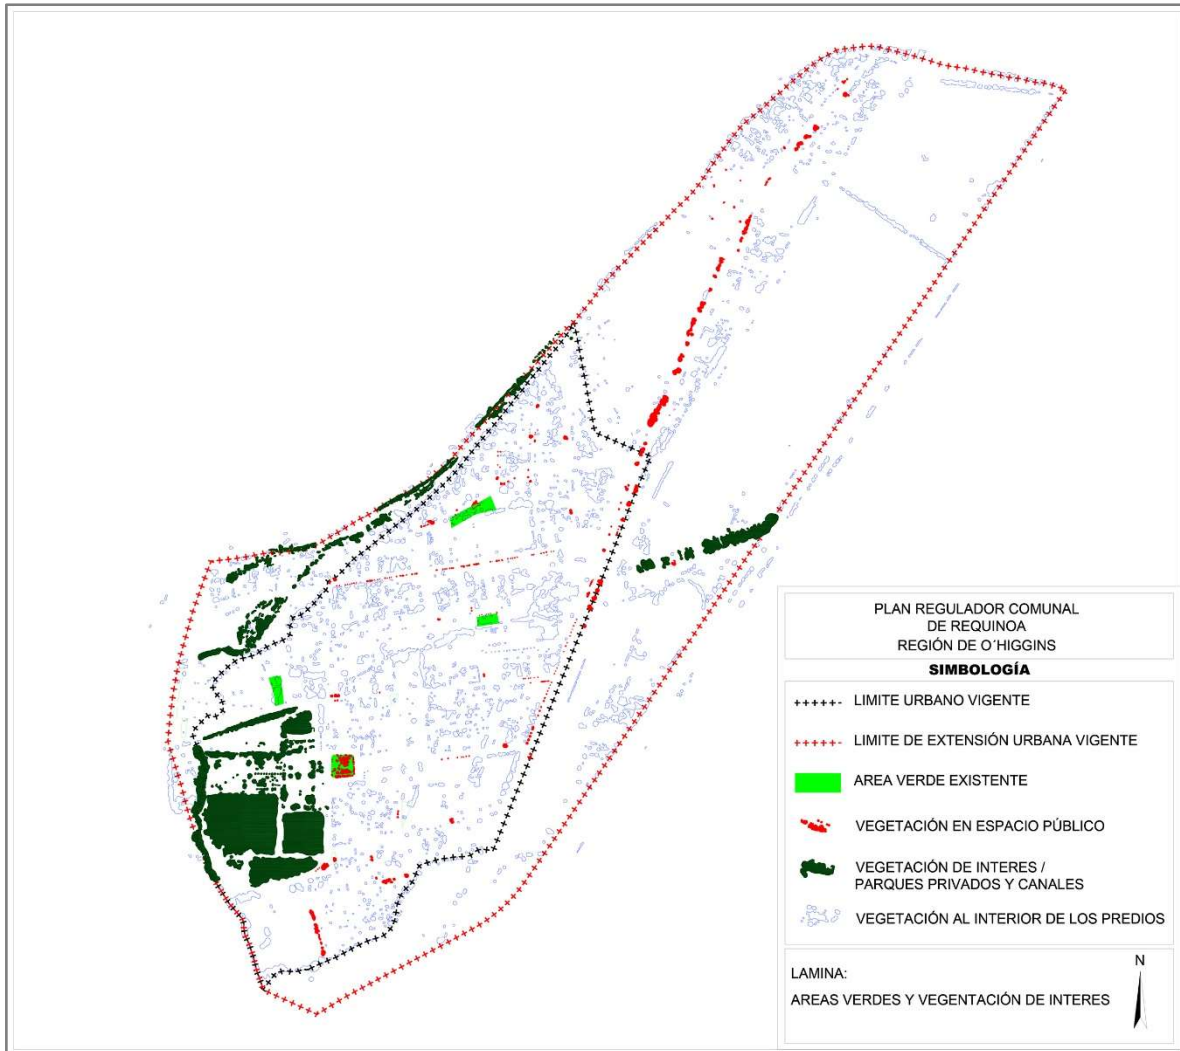 PLAN REGULADOR COMUNAL
DE REQUINOA
REGIÓN DE O´HIGGINS
SIMBOLOGÍA
LIMITE URBANO VIGENTE
LIMITE DE EXTENSIÓN URBANA VIGENTE
AREA VERDE EXISTENTE
VEGETACIÓN EN ESPACIO PÚBLICO
VEGETACIÓN DE INTERES /
PARQUES PRIVADOS Y CANALES
VEGETACIÓN AL INTERIOR DE LOS PREDIOS
LAMINA:
N
AREAS VERDES Y VEGENTACIÓN DE INTERES